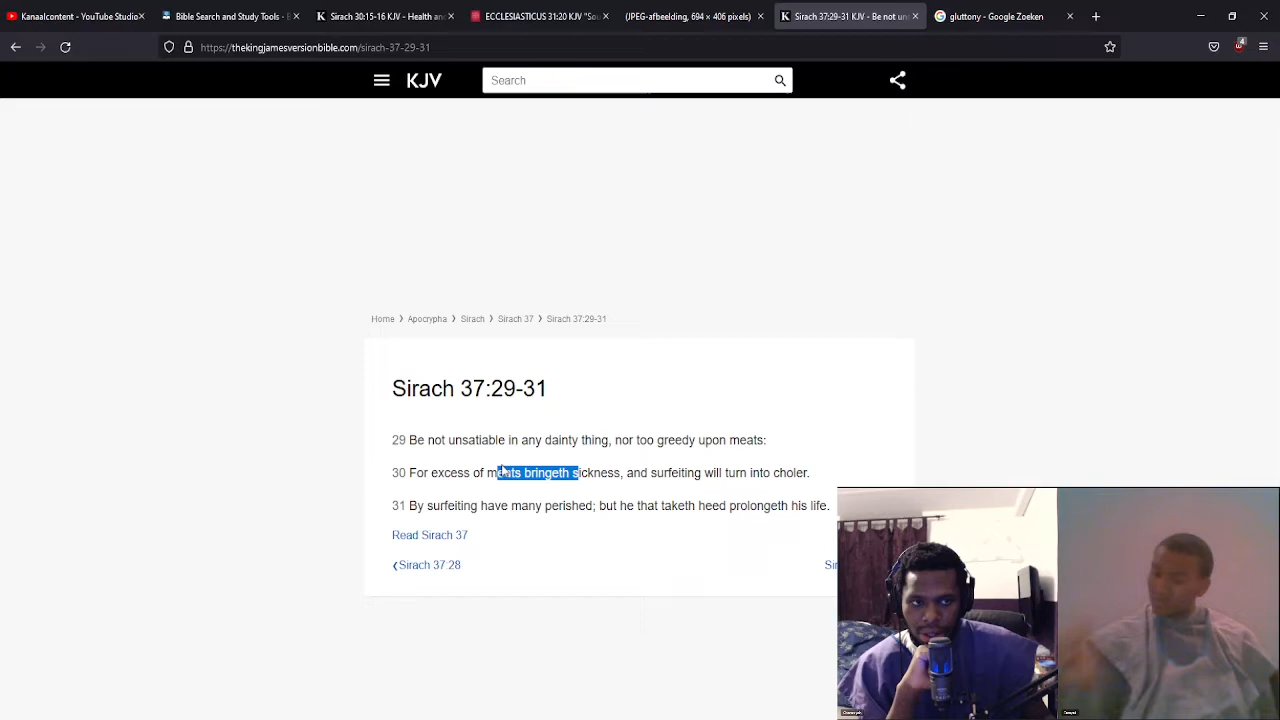 Kanaalcontent - YouTube Studio
Bible Search and Study Tools - B
Sirach 30:15-16 KJV - Health an
ECCLESIASTICUS 31:20 KJV "Sou
(JPEG-afbeelding, 694 × 406 pixels)
K Sirach 37:29-31 KJV - Be not un
gluttony - Google Zoeken
https://thekingjamesversionbible.com/sirach-37-29-31
4
KJV
Search
Home > Apocrypha > Sirach > Sirach 37 > Sirach 37:29-31
Sirach 37:29-31
29 Be not unsatiable in any dainty thing, nor too greedy upon meats:
30 For excess of meats bringeth sickness, and surfeiting will turn into choler.
31 By surfeiting have many perished; but he that taketh heed prolongeth his life.
Read Sirach 37
❮Sirach 37:28
Sir